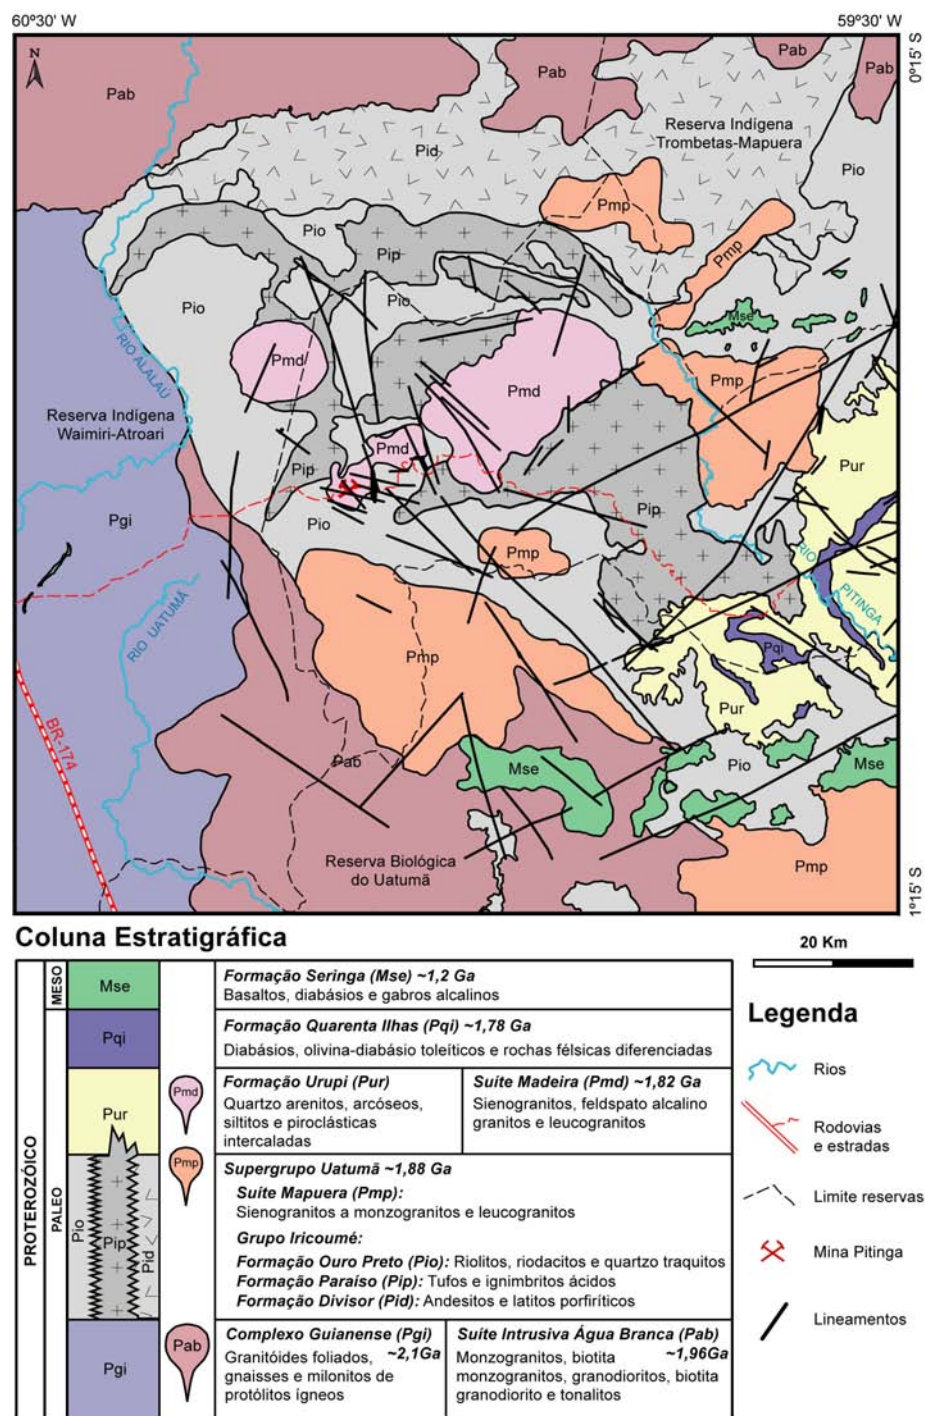 60°30' W
59°30' W
0°15' S
N
Pab
Pab
Pab
Pab
Pid
Reserva Indígena
Trombetas-Mapuera
Pio
Pmp
Pio
Pip
Pmp
Pio
Pio
Mse
RIO ALALAÚ
Pmd
Pmd
Pmp
Reserva Indígena
Waimiri-Atroari
Pmd
Pur
Pip
Pip
Pgi
Pio
Pmp
RIO
PITINGA
RIO UATUMÃ
Pmp
Pqi
Pur
BR-174
Pab
Mse
Pio
Mse
Reserva Biológica
do Uatumã
Pmp
1°15' S
Coluna Estratigráfica
20 Km
PROTEROZÓICO
MESO
PALEO
Mse
Formação Seringa (Mse) ~1,2 Ga
Basaltos, diabásios e gabros alcalinos
Pqi
Formação Quarenta Ilhas (Pqi) ~1,78 Ga
Diabásios, olivina-diabásio toleíticos e rochas félsicas diferenciadas
Pur
Pmd
Formação Urupi (Pur)
Quartzo arenitos, arcóseos,
siltitos e piroclásticas
intercaladas
Suíte Madeira (Pmd) ~1,82 Ga
Sienogranitos, feldspato alcalino
granitos e leucogranitos
Pmp
Pio
Pip
Pid
Supergrupo Uatumã ~1,88 Ga
Suíte Mapuera (Pmp):
Sienogranitos a monzogranitos e leucogranitos
Grupo Iricoumé:
Formação Ouro Preto (Pio): Riolitos, riodacitos e quartzo traquitos
Formação Paraíso (Pip): Tufos e ignimbritos ácidos
Formação Divisor (Pid): Andesitos e latitos porfiríticos
Pgi
Pab
Complexo Guianense (Pgi)
~2,1Ga
Granitóides foliados,
gnaisses e milonitos de
protólitos ígneos
Suíte Intrusiva Água Branca (Pab)
~1,96Ga
Monzogranitos, biotita
monzogranitos, granodioritos, biotita
granodiorito e tonalitos
Legenda
Rios
Rodovias
e estradas
Limite reservas
Mina Pitinga
Lineamentos